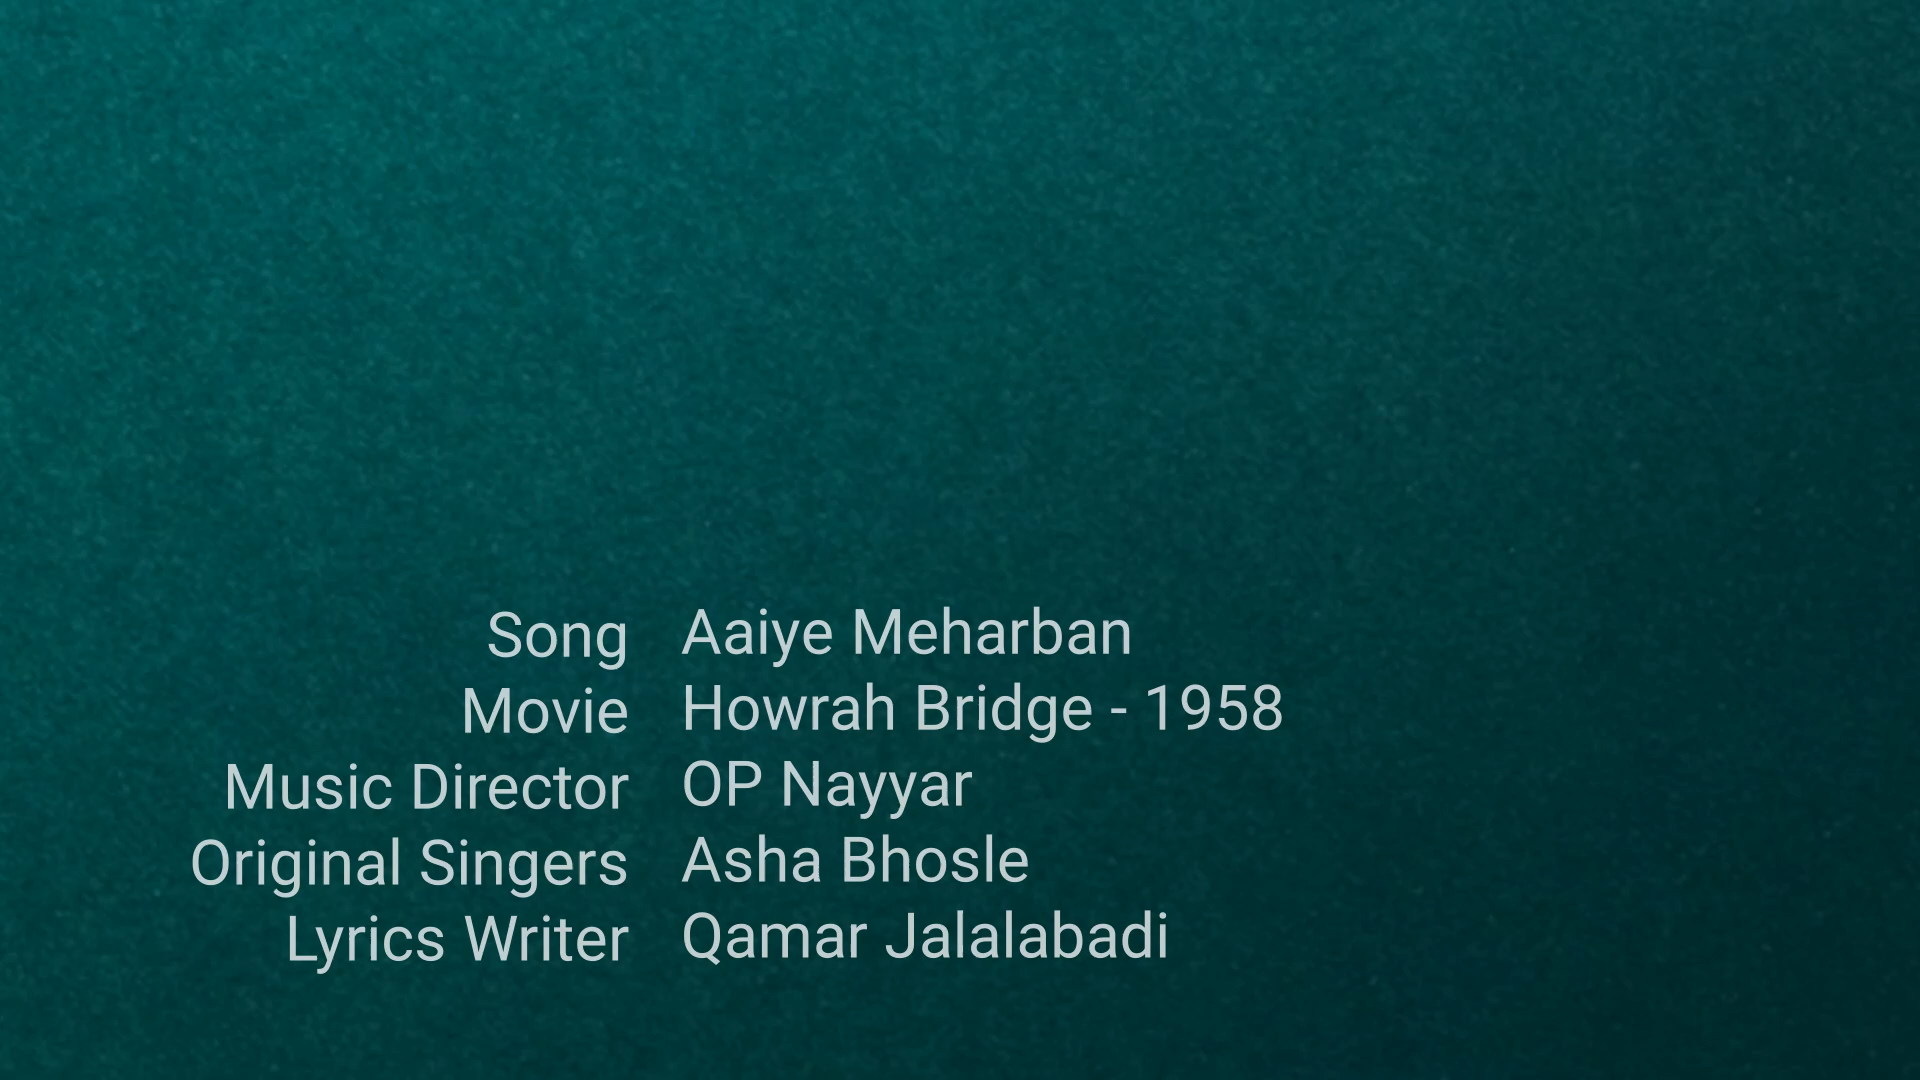 Song Aaiye Meharban
Movie Howrah Bridge - 1958
Music Director OP Nayyar
Original Singers Asha Bhosle
Lyrics Writer Qamar Jalalabadi